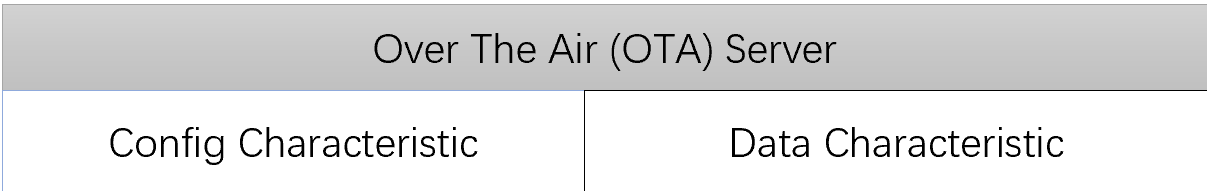 Over The Air (OTA) Server
Config Characteristic
Data Characteristic